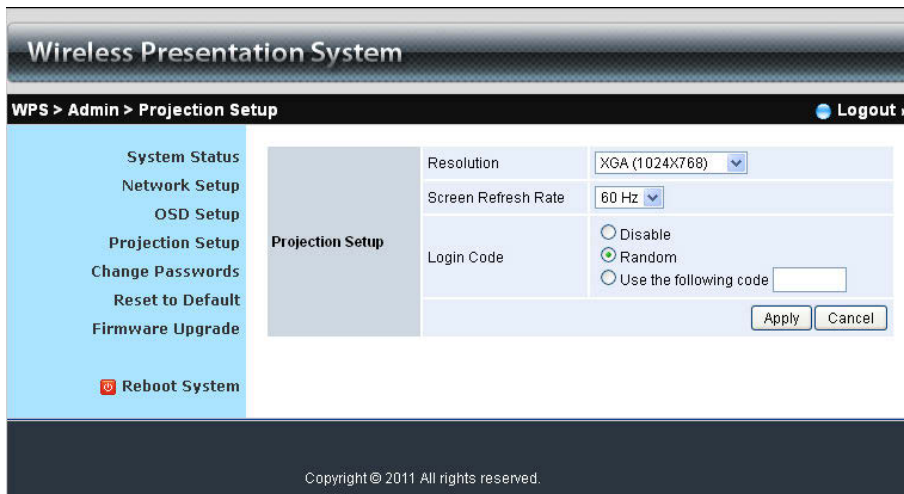 Wireless Presentation System
WPS > Admin > Projection Setup
Logout
System Status
Network Setup
OSD Setup
Projection Setup
Change Passwords
Reset to Default
Firmware Upgrade
Reboot System
Projection Setup
Resolution
XGA (1024X768)
Screen Refresh Rate
60 Hz
Login Code
Disable
Random
Use the following code
Apply
Cancel
Copyright © 2011 All rights reserved.